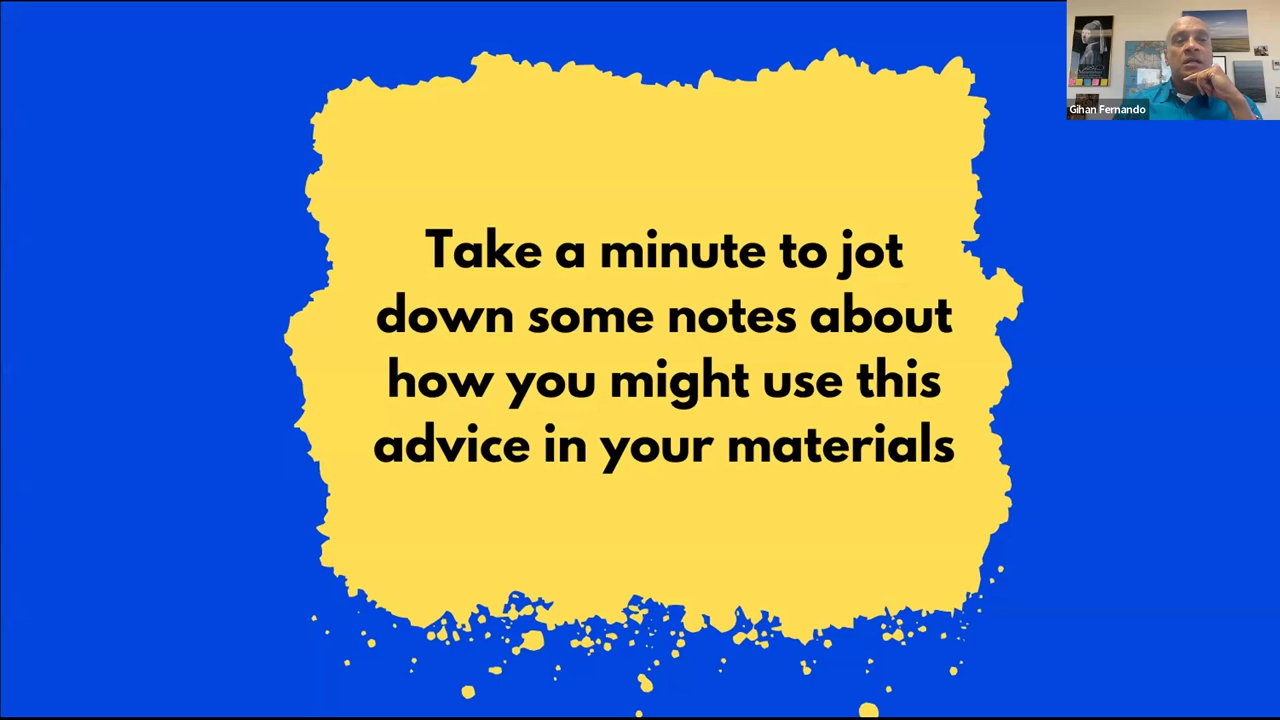 Take a minute to jot
down some notes about
how you might use this
advice in your materials
Gihan Fernando